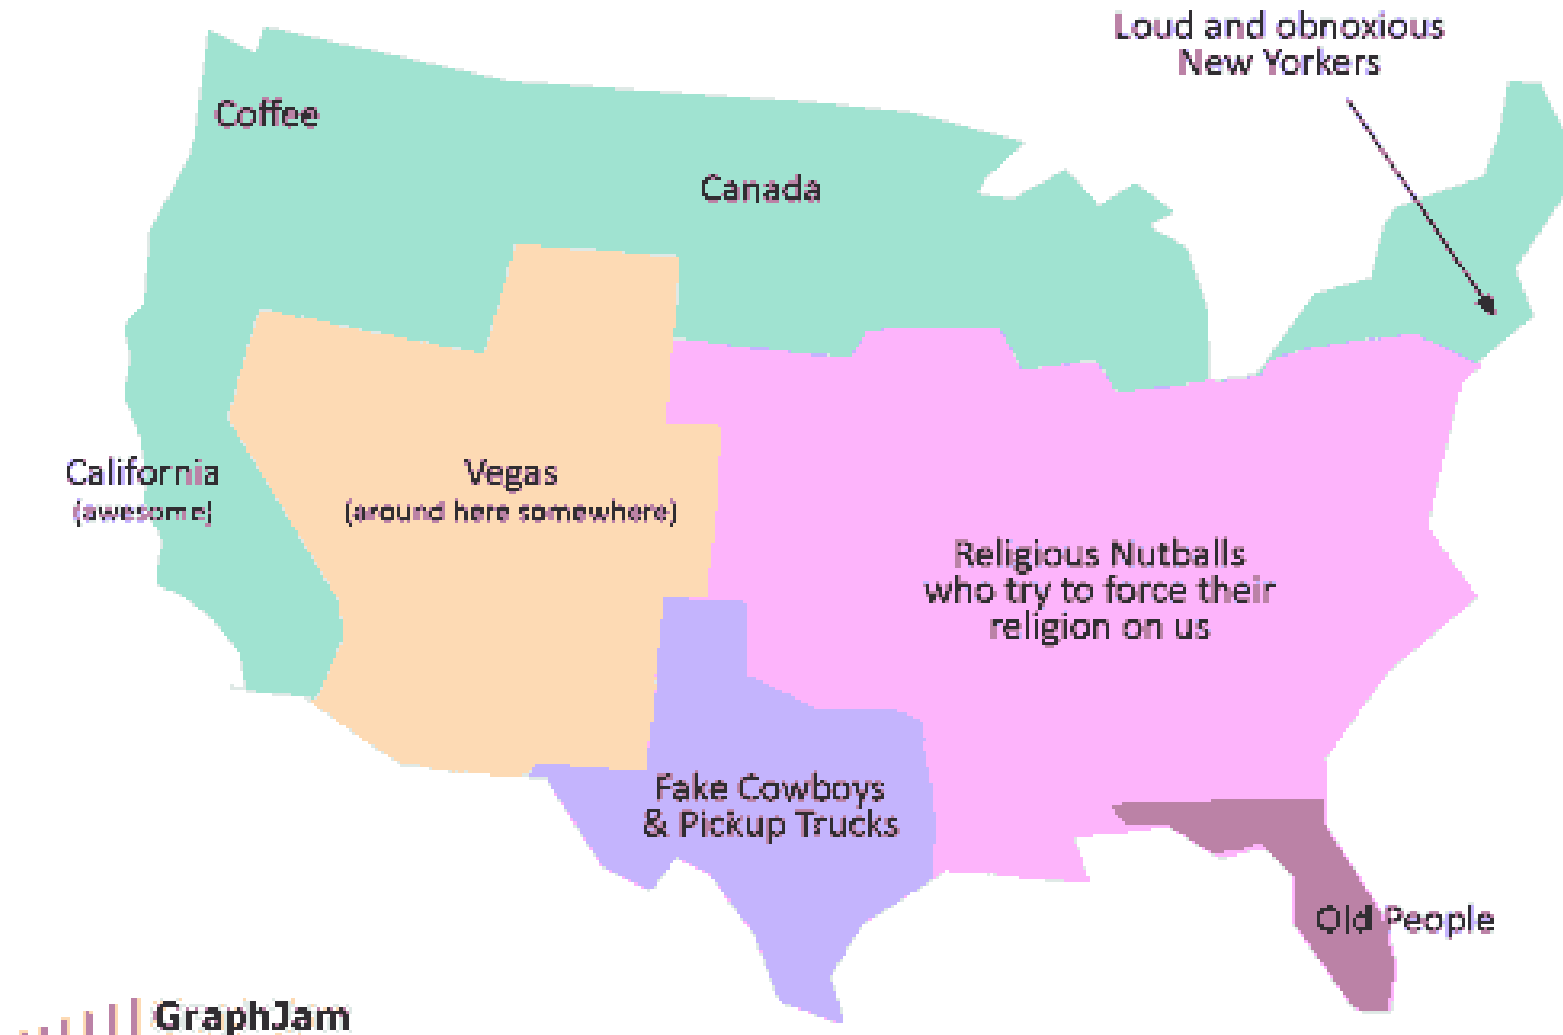 Loud and obnoxious
New Yorkers
Coffee
Canada
California
(awesome)
Vegas
(around here somewhere)
Religious Nutballs
who try to force their
religion on us
Fake Cowboys
& Pickup Trucks
Old People
GraphJam